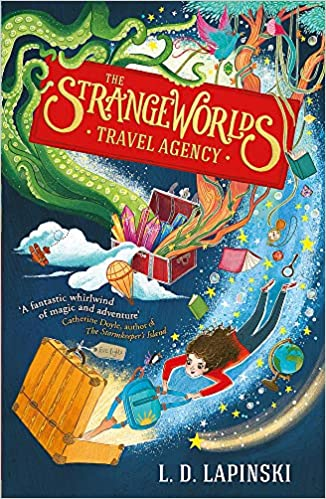 THE
STRANGEWORLDS
• TRAVEL AGENCY •
'A fantastic whirlwind
of magic and adventure'
Catherine Doyle, author of
The Stormkeeper's Island
L. D. LAPINSKI